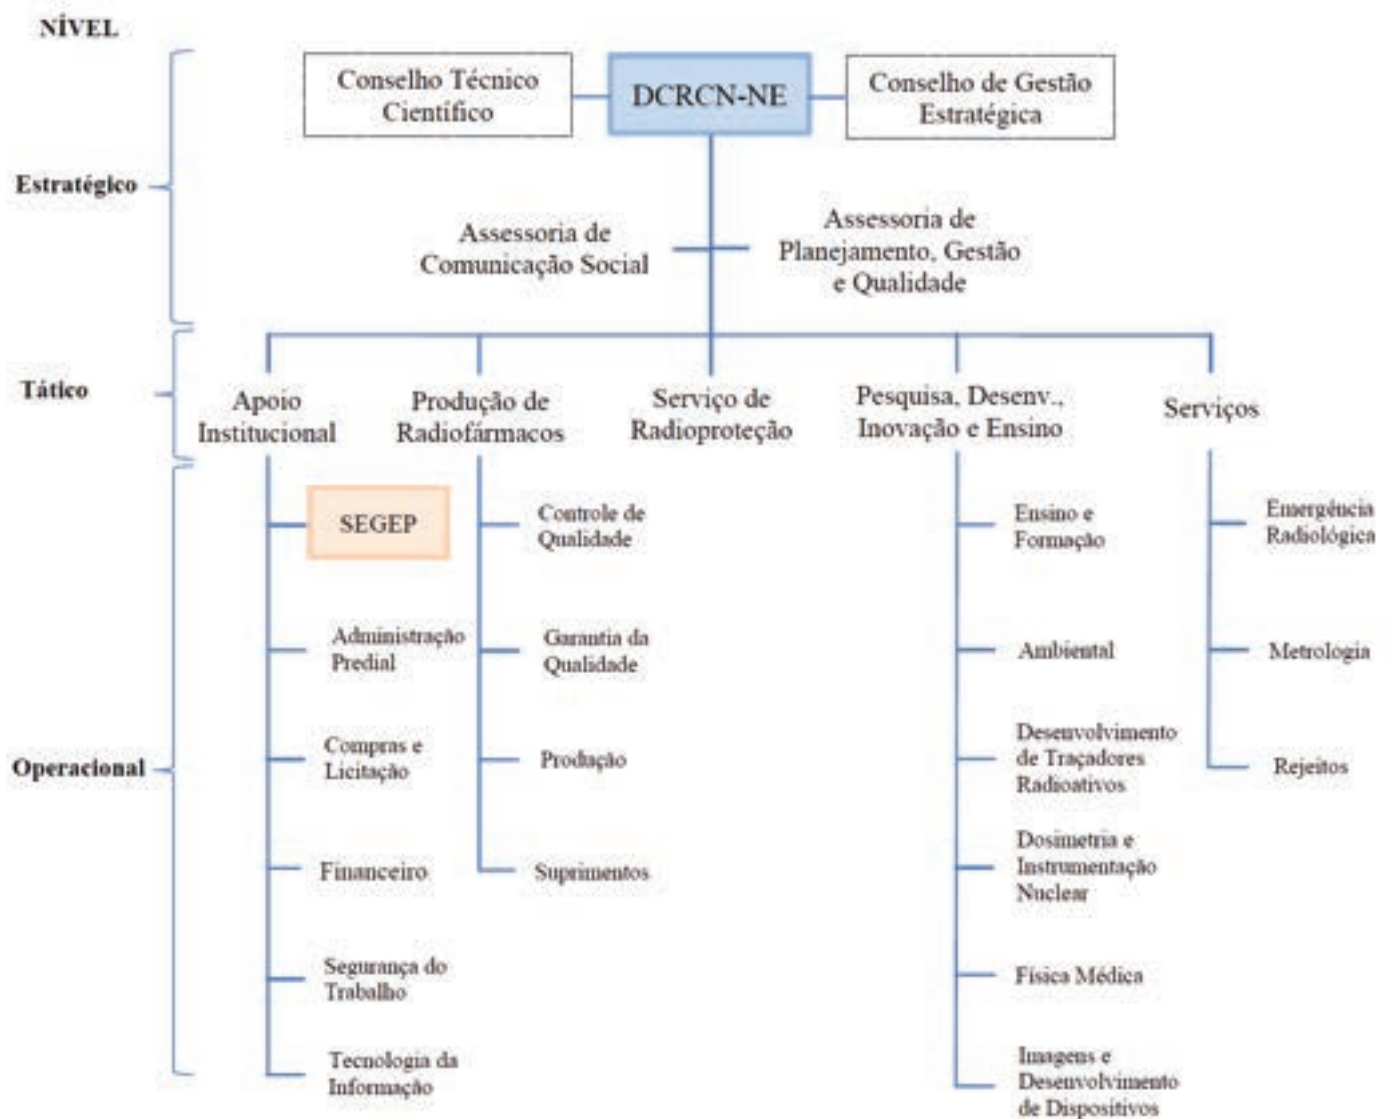 NÍVEL
Conselho Técnico
Científico
DCRCN-NE
Conselho de Gestão
Estratégica
Estratégico
Assessoria de
Comunicação Social
Assessoria de
Planejamento, Gestão
e Qualidade
Tático
Apoio
Institucional
Produção de
Radiofármacos
Serviço de
Radioproteção
Pesquisa, Desenv.,
Inovação e Ensino
Serviços
Operacional
SEGEP
Administração
Predial
Compras e
Licitação
Financeiro
Segurança do
Trabalho
Tecnologia da
Informação
Controle de
Qualidade
Garantia da
Qualidade
Produção
Suprimentos
Ensino e
Formação
Ambiental
Desenvolvimento
de Traçadores
Radioativos
Dosimetria e
Instrumentação
Nuclear
Física Médica
Imagens e
Desenvolvimento
de Dispositivos
Emergência
Radiológica
Metrologia
Rejeitos